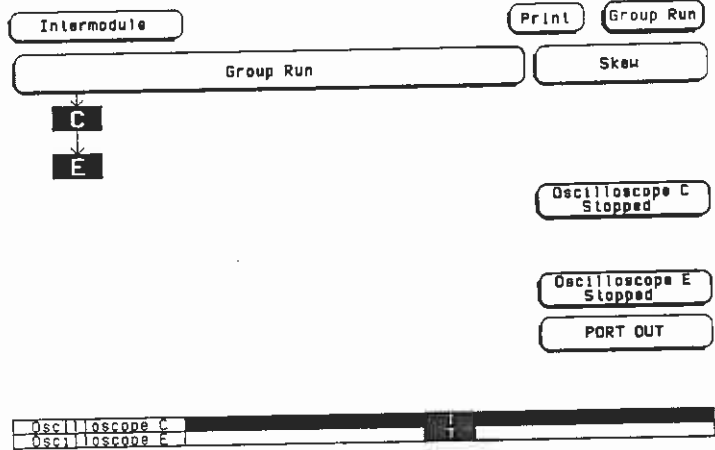 Intermodule
Print
Group Run
Group Run
Skew
C
E
Oscilloscope C
Stopped
Oscilloscope E
Stopped
PORT OUT
Oscilloscope C
Oscilloscope E